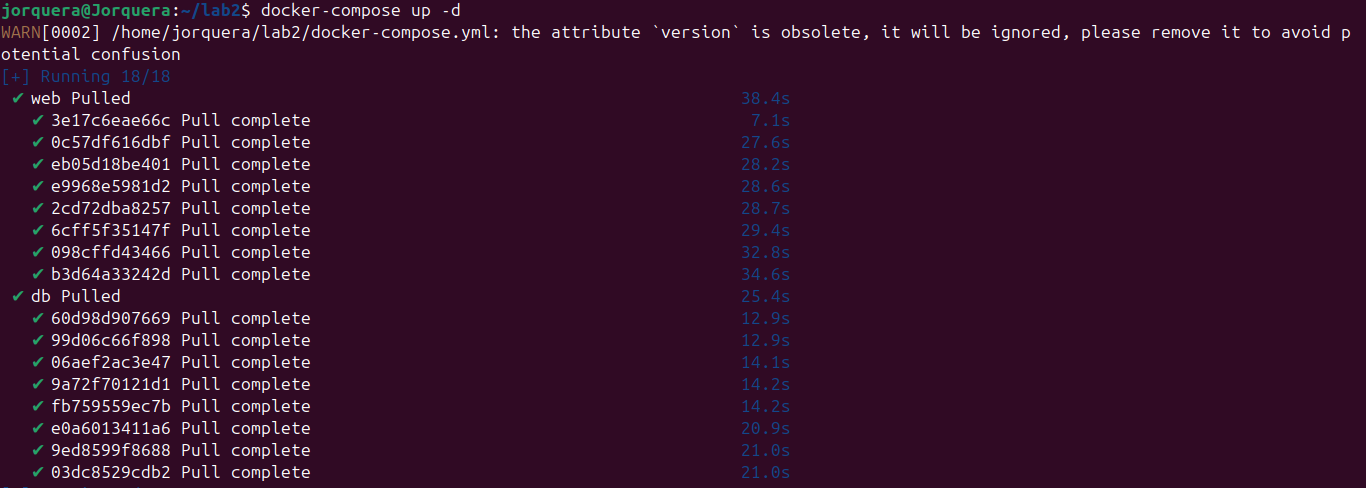 jorquera@Jorquera:~/lab2$ docker-compose up -d
WARN[0002] /home/jorquera/lab2/docker-compose.yml: the attribute `version` is obsolete, it will be ignored, please remove it to avoid p
otential confusion
[+] Running 18/18
✔ web Pulled 38.4s
✔ 3e17c6eae66c Pull complete 7.1s
✔ 0c57df616dbf Pull complete 27.6s
✔ eb05d18be401 Pull complete 28.2s
✔ e9968e5981d2 Pull complete 28.6s
✔ 2cd72dba8257 Pull complete 28.7s
✔ 6cff5f35147f Pull complete 29.4s
✔ 098cffd43466 Pull complete 32.8s
✔ b3d64a33242d Pull complete 34.6s
✔ db Pulled 25.4s
✔ 60d98d907669 Pull complete 12.9s
✔ 99d06c66f898 Pull complete 12.9s
✔ 06aef2ac3e47 Pull complete 14.1s
✔ 9a72f70121d1 Pull complete 14.2s
✔ fb759559ec7b Pull complete 14.2s
✔ e0a6013411a6 Pull complete 20.9s
✔ 9ed8599f8688 Pull complete 21.0s
✔ 03dc8529cdb2 Pull complete 21.0s